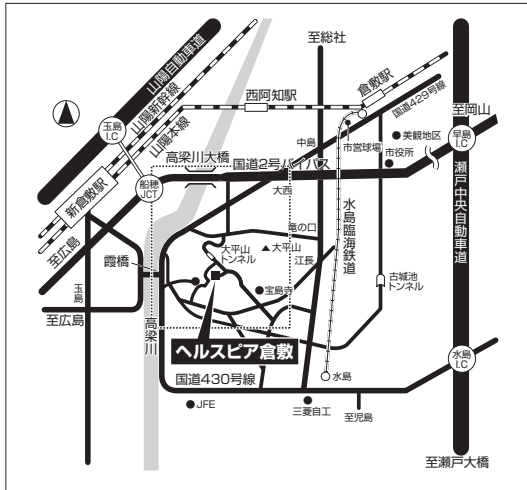 至総社
山陽自動車道
山陽新幹線
山陽本線
西阿知駅
倉敷駅
国道429号線
至岡山
玉島
I.C
中島
市営球場
美観地区
市役所
早島
I.C
高梁川大橋
国道2号バイパス
新倉敷駅
船穂
JCT
大西
水島臨海鉄道
瀬戸中央自動車道
至広島
竜の口
大平山
トンネル
大平山
江長
霞橋
玉島
宝島寺
古城池
トンネル
至広島
高梁川
ヘルスピア倉敷
国道430号線
水島
水島
I.C
JFE
三菱自工
至児島
至瀬戸大橋